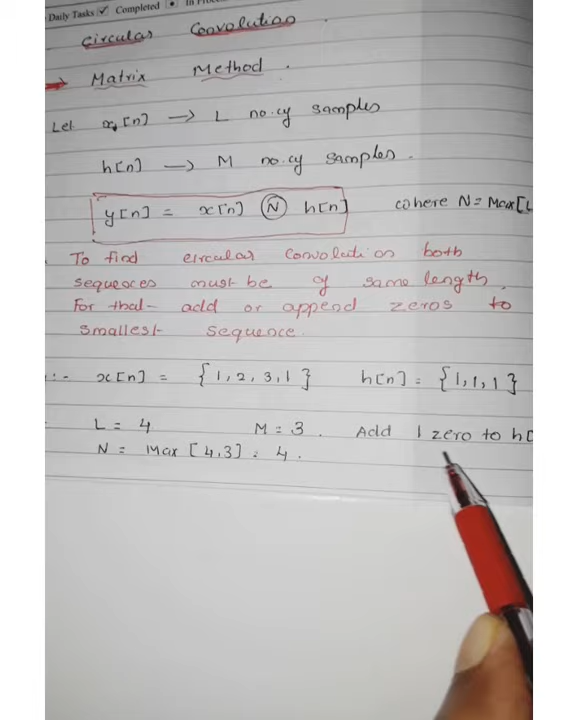 Daily Tasks ✓ Completed • In Pro
Circular Convolution
→ Matrix Method.
Let x[n] → L no.of samples
h[n] → M no.of samples.
y[n] = x[n] Ⓝ h[n] where N = Max[L
To find circular convolution both
sequences must be of same length.
For that add or append zeros to
smallest sequence.
:- x[n] = {1, 2, 3, 1} h[n] = {1, 1, 1}
L = 4 M = 3. Add 1 zero to h[
N = Max [4,3] = 4.